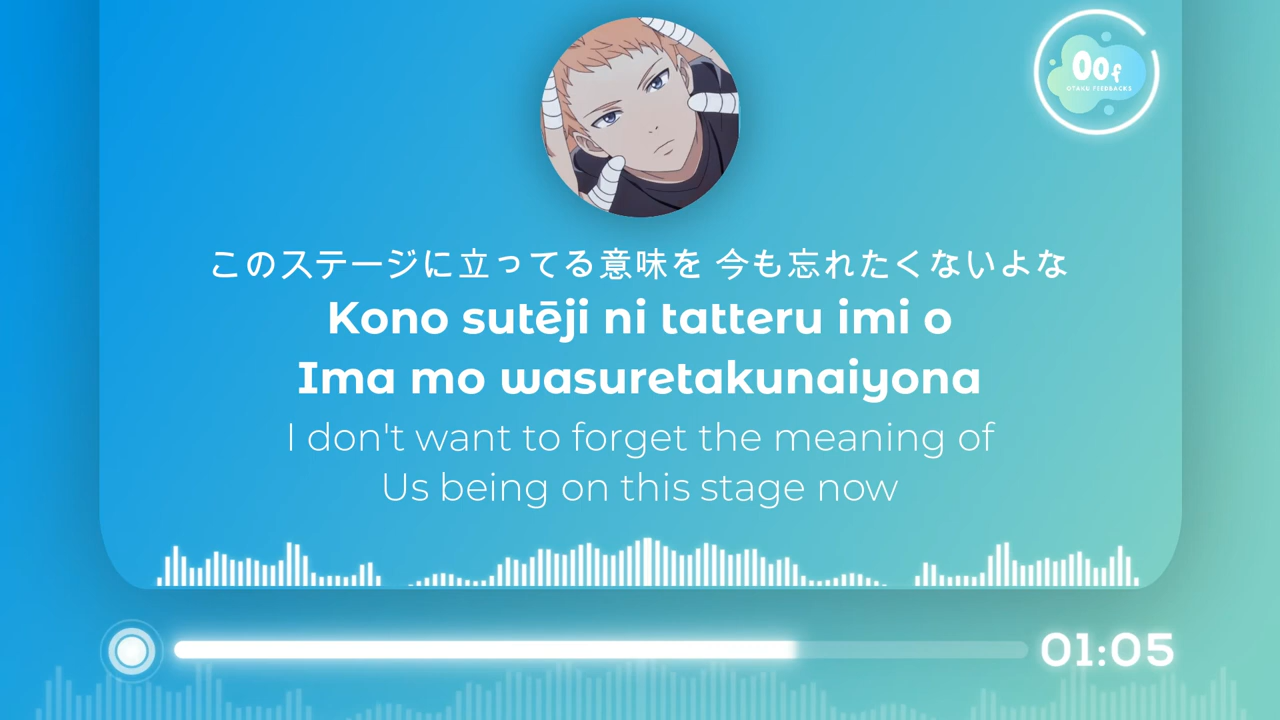 Oof
OTAKU FEEDBACKS
このステージに立ってる意味を 今も忘れたくないよな
Kono sutēji ni tatteru imi o
Ima mo wasuretakunaiyona
I don't want to forget the meaning of
Us being on this stage now
01:05